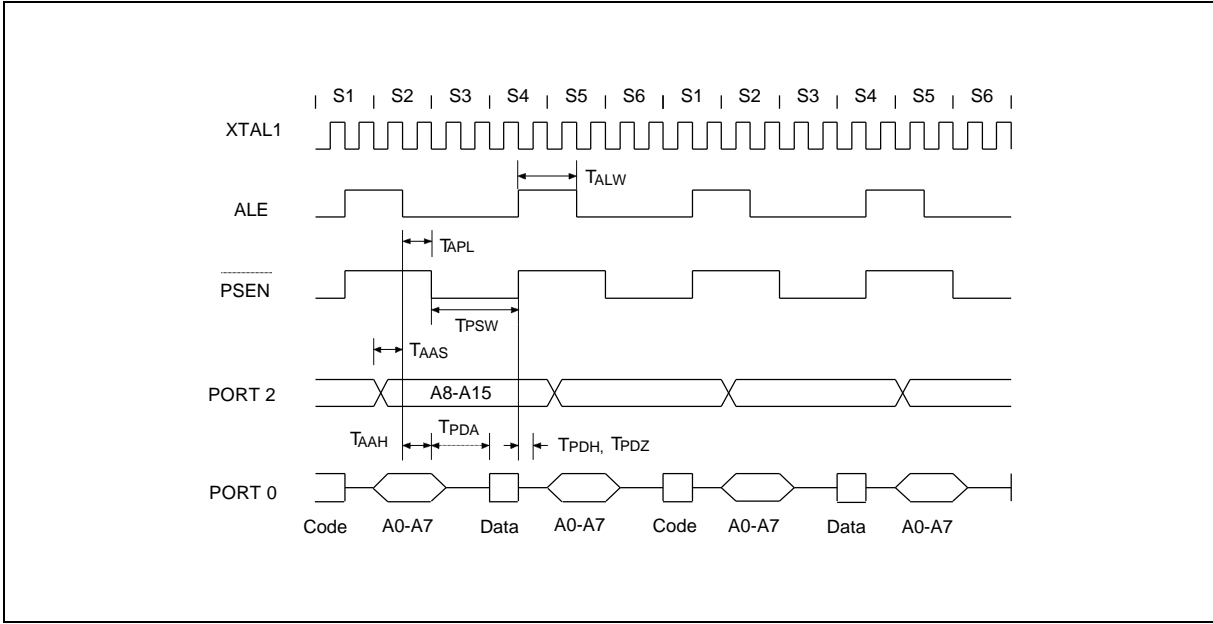 S1 S2 S3 S4 S5 S6 S1 S2 S3 S4 S5 S6
XTAL1
TALW
ALE
TAPL
PSEN
TPSW
TAAS
PORT 2 A8-A15
TAAH TPDA TPDH, TPDZ
PORT 0
Code A0-A7 Data A0-A7 Code A0-A7 Data A0-A7